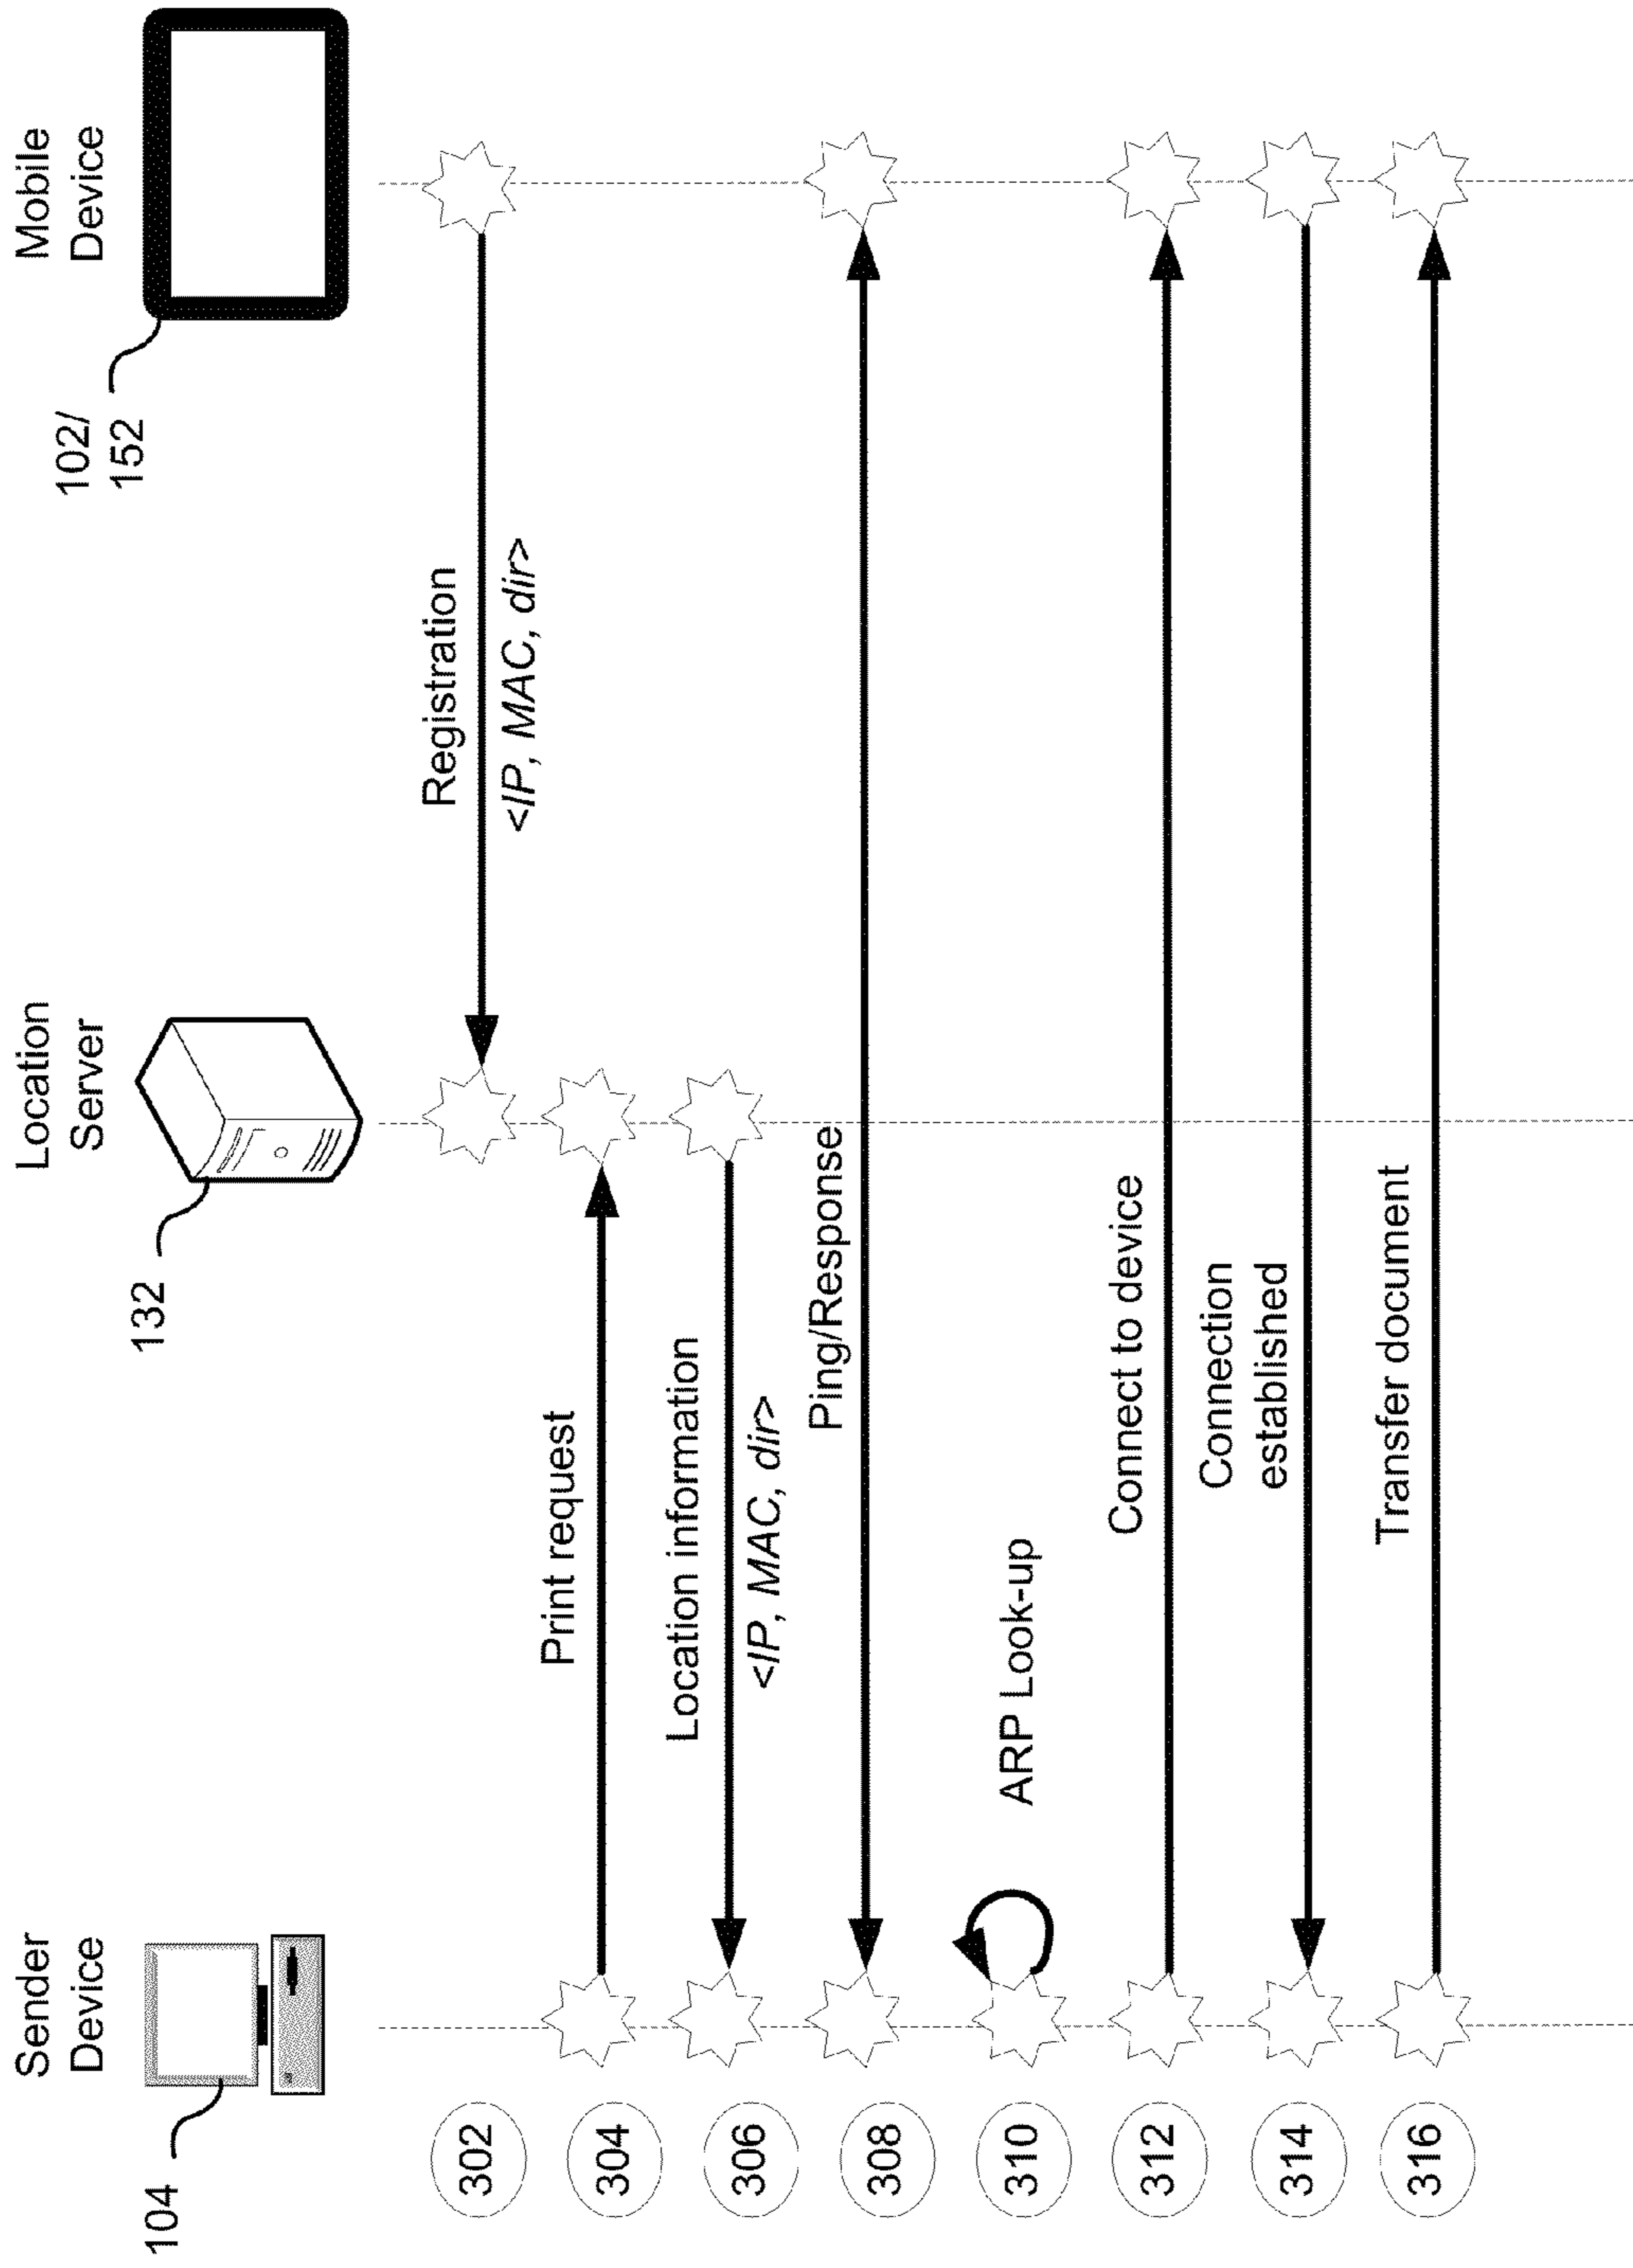 Sender
Device
Location
Server
Mobile
Device
104
132
102/
152
302
Registration
<IP, MAC, dir>
304
Print request
306
Location information
<IP, MAC, dir>
308
Ping/Response
310
ARP Look-up
312
Connect to device
314
Connection
established
316
Transfer document